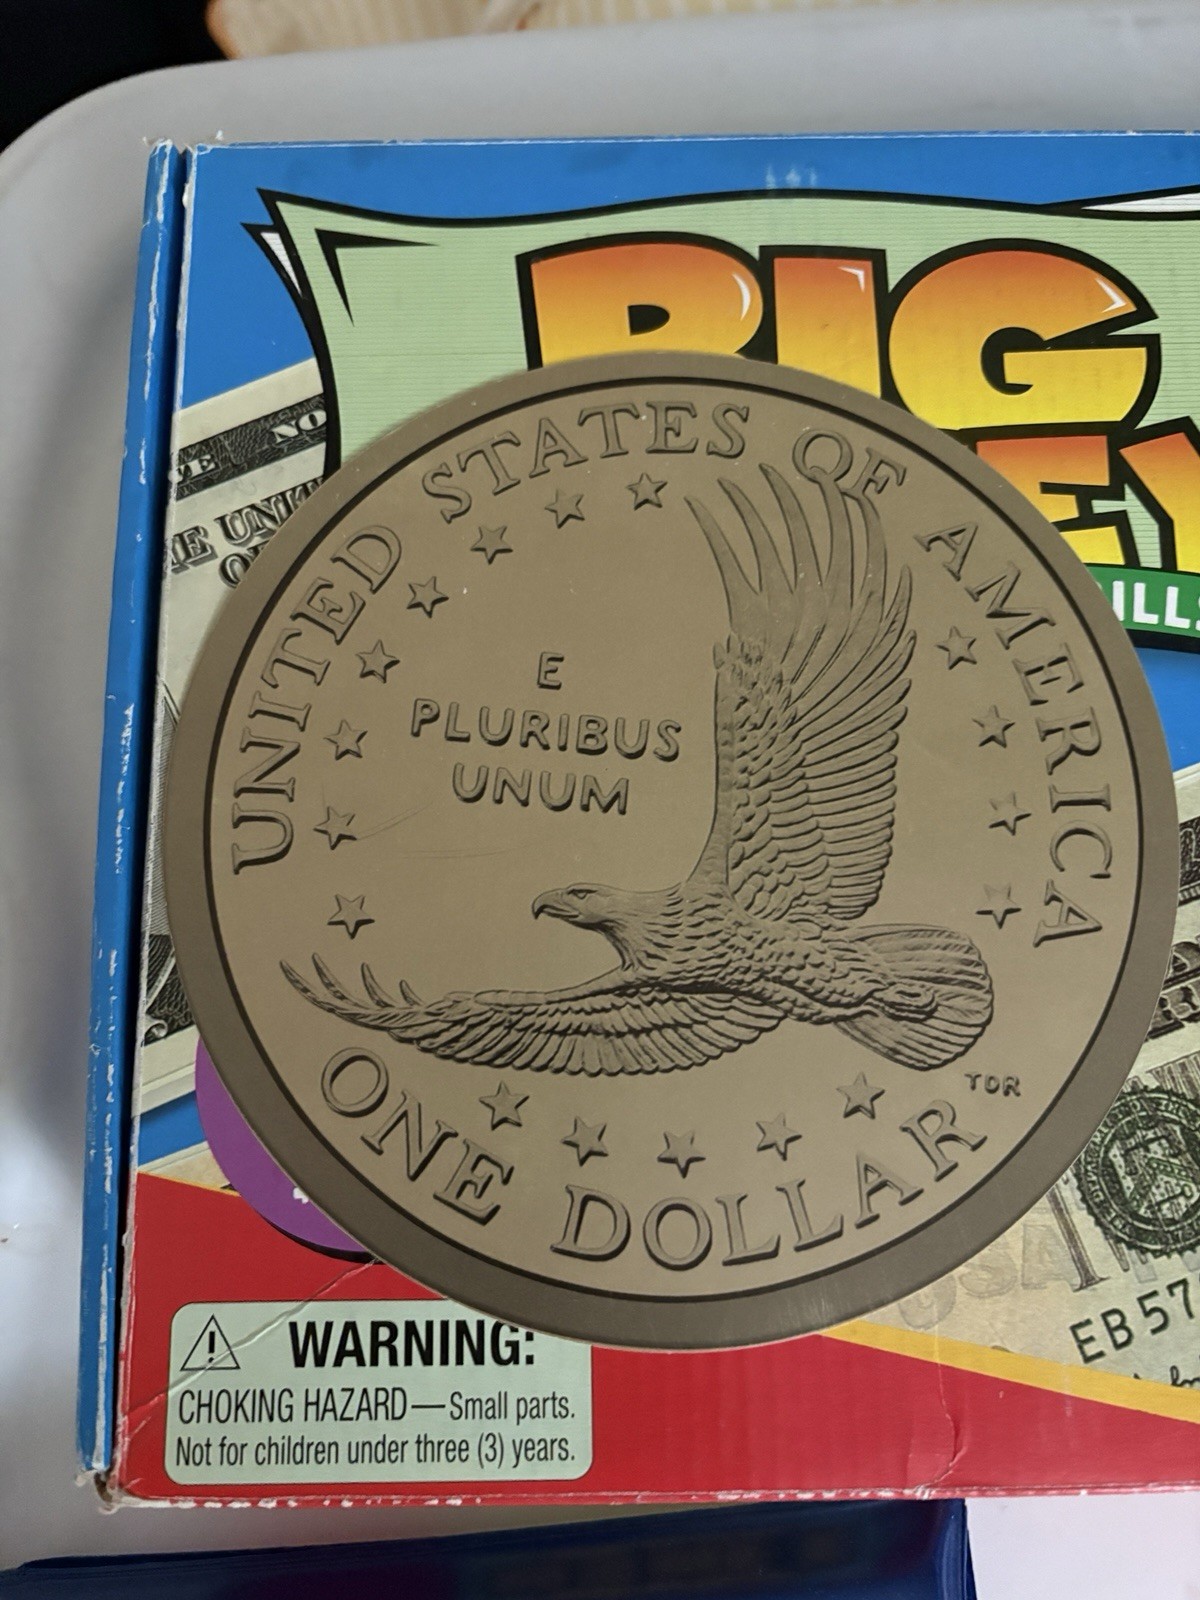 BIG
UNITED STATES OF AMERICA
E
PLURIBUS
UNUM
TDR
ONE DOLLAR
EB57
WARNING:
CHOKING HAZARD—Small parts.
Not for children under three (3) years.